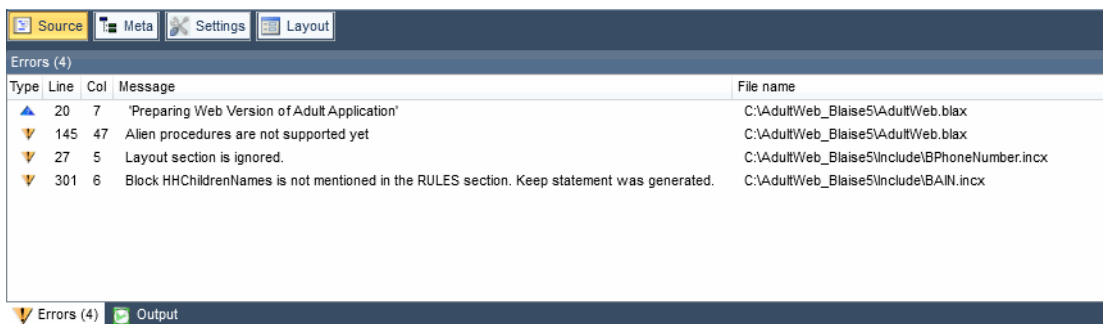 Source Meta Settings Layout
Errors (4)
Type Line Col Message File name
20 7 'Preparing Web Version of Adult Application' C:\AdultWeb_Blaise5\AdultWeb.blax
145 47 Alien procedures are not supported yet C:\AdultWeb_Blaise5\AdultWeb.blax
27 5 Layout section is ignored. C:\AdultWeb_Blaise5\Include\BPhoneNumber.incx
301 6 Block HHChildrenNames is not mentioned in the RULES section. Keep statement was generated. C:\AdultWeb_Blaise5\Include\BAIN.incx
Errors (4) Output